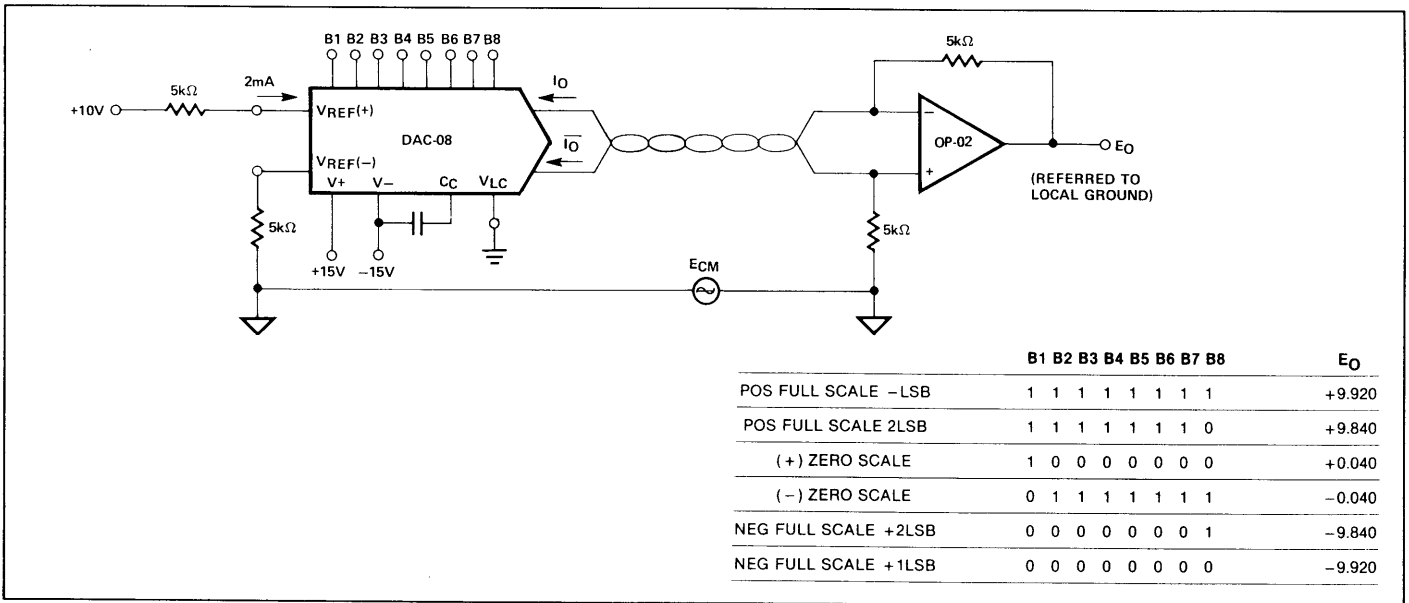 B1 B2 B3 B4 B5 B6 B7 B8
5kΩ
2mA
IO
5kΩ
+10V
VREF(+)
DAC-08
IO
OP-02
EO
VREF(−)
(REFERRED TO
LOCAL GROUND)
V+ V− CC VLC
5kΩ
5kΩ
+15V −15V
ECM
− +
B1 B2 B3 B4 B5 B6 B7 B8 EO
POS FULL SCALE −LSB 1 1 1 1 1 1 1 1 +9.920
POS FULL SCALE 2LSB 1 1 1 1 1 1 1 0 +9.840
(+) ZERO SCALE 1 0 0 0 0 0 0 0 +0.040
(−) ZERO SCALE 0 1 1 1 1 1 1 1 −0.040
NEG FULL SCALE +2LSB 0 0 0 0 0 0 0 1 −9.840
NEG FULL SCALE +1LSB 0 0 0 0 0 0 0 0 −9.920